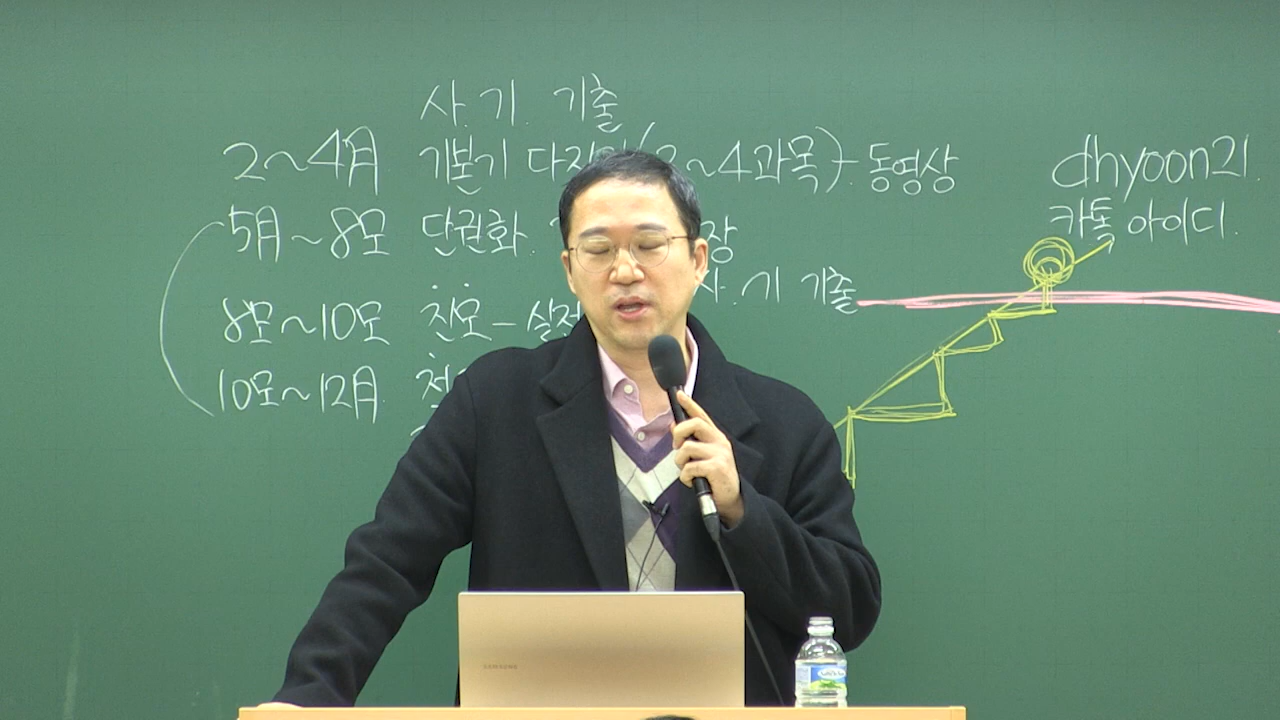 사.기. 기출
2~4月 기본기 다지기(2~4과목)-동영상
5月~8모 단권화 장
사.기 기출
8모~10모 진모-실전
10모~12月
dhyoon21.
카톡 아이디.
SAMSUNG